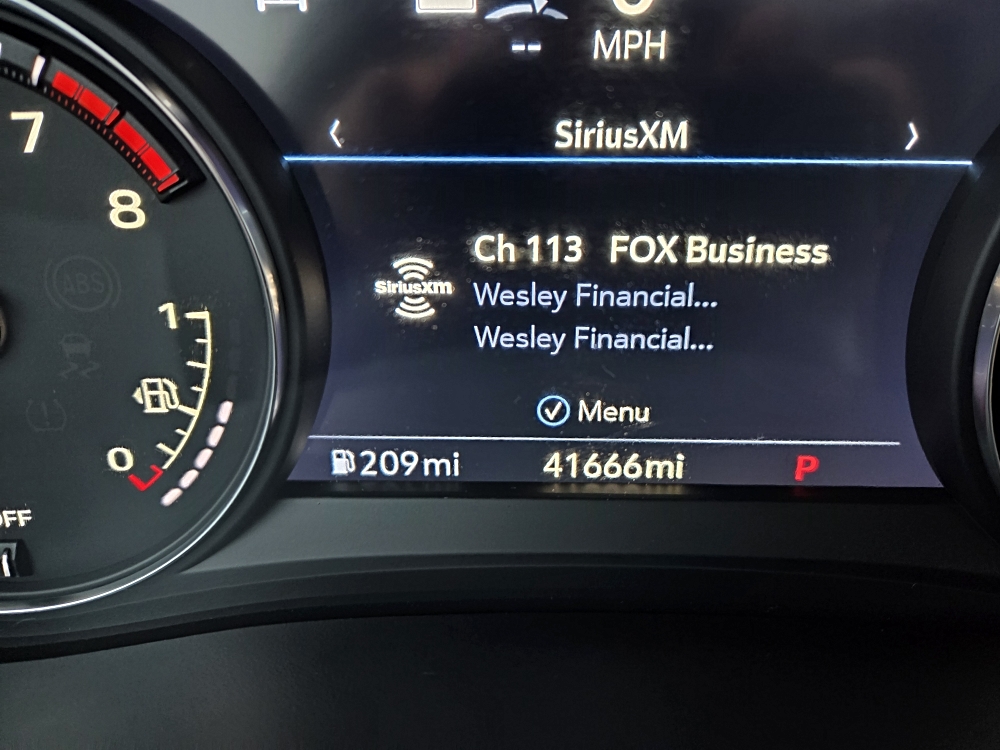 MPH
SiriusXM
7
8
ABS
Ch 113 FOX Business
SiriusXM
Wesley Financial...
Wesley Financial...
1
0
Menu
209mi 41666mi P
OFF